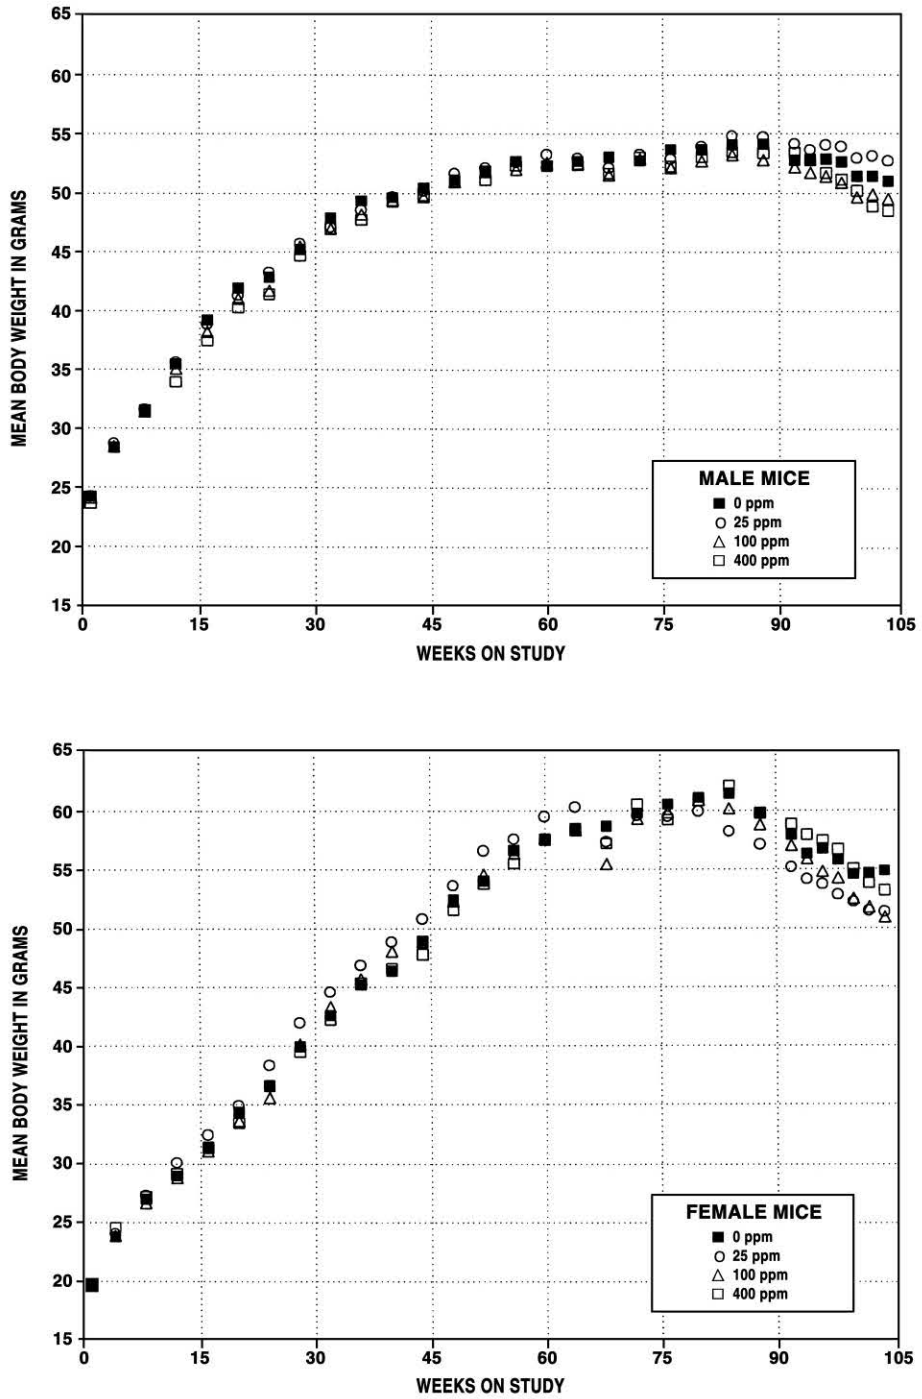 65
60
55
50
45
40
35
30
25
20
15
MEAN BODY WEIGHT IN GRAMS
MALE MICE
0 ppm
25 ppm
100 ppm
400 ppm
0 15 30 45 60 75 90 105
WEEKS ON STUDY
65
60
55
50
45
40
35
30
25
20
15
MEAN BODY WEIGHT IN GRAMS
FEMALE MICE
0 ppm
25 ppm
100 ppm
400 ppm
0 15 30 45 60 75 90 105
WEEKS ON STUDY